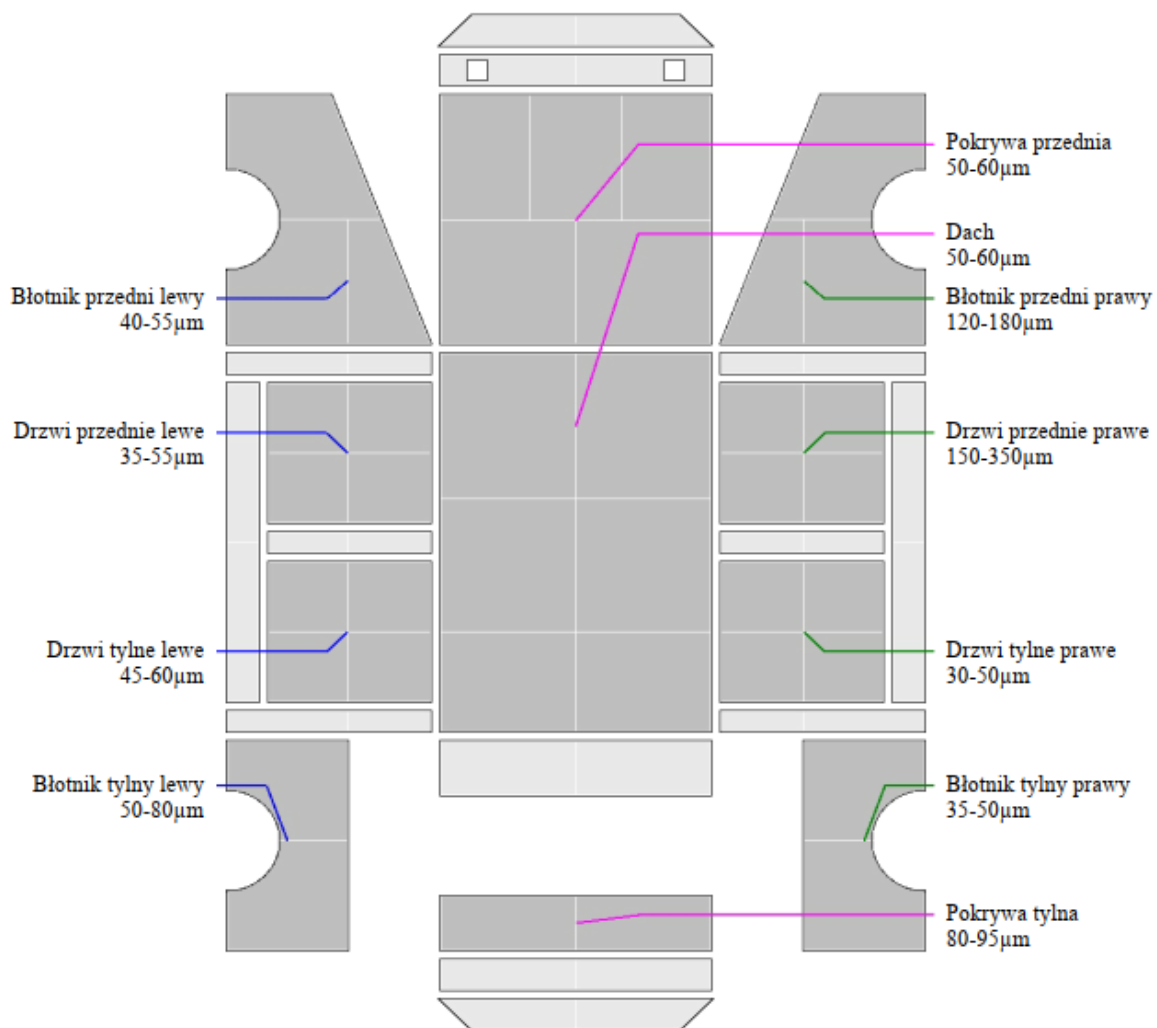 Pokrywa przednia
50-60µm
Dach
50-60µm
Błotnik przedni lewy
40-55µm
Błotnik przedni prawy
120-180µm
Drzwi przednie lewe
35-55µm
Drzwi przednie prawe
150-350µm
Drzwi tylne lewe
45-60µm
Drzwi tylne prawe
30-50µm
Błotnik tylny lewy
50-80µm
Błotnik tylny prawy
35-50µm
Pokrywa tylna
80-95µm